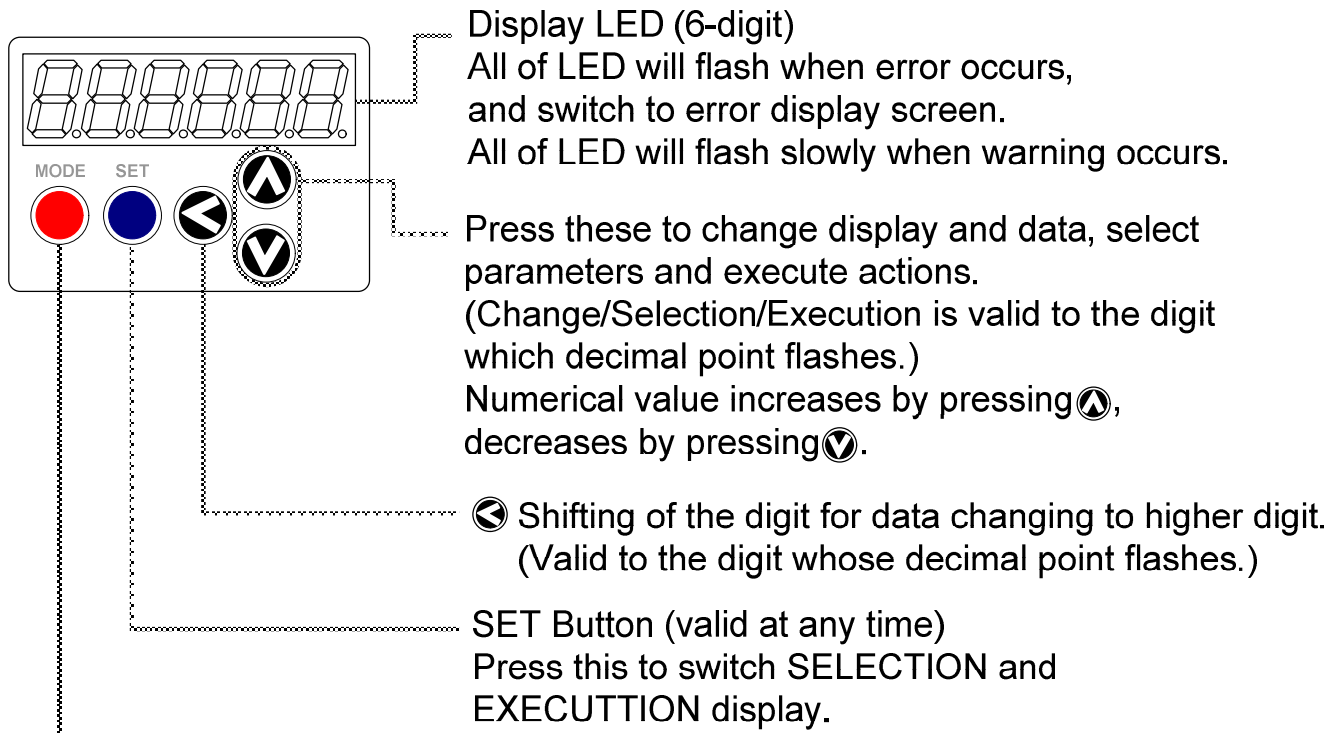 Display LED (6-digit)
All of LED will flash when error occurs,
and switch to error display screen.
All of LED will flash slowly when warning occurs.
MODE SET
Press these to change display and data, select
parameters and execute actions.
(Change/Selection/Execution is valid to the digit
which decimal point flashes.)
Numerical value increases by pressing ,
decreases by pressing .
Shifting of the digit for data changing to higher digit.
(Valid to the digit whose decimal point flashes.)
SET Button (valid at any time)
Press this to switch SELECTION and
EXECUTTION display.